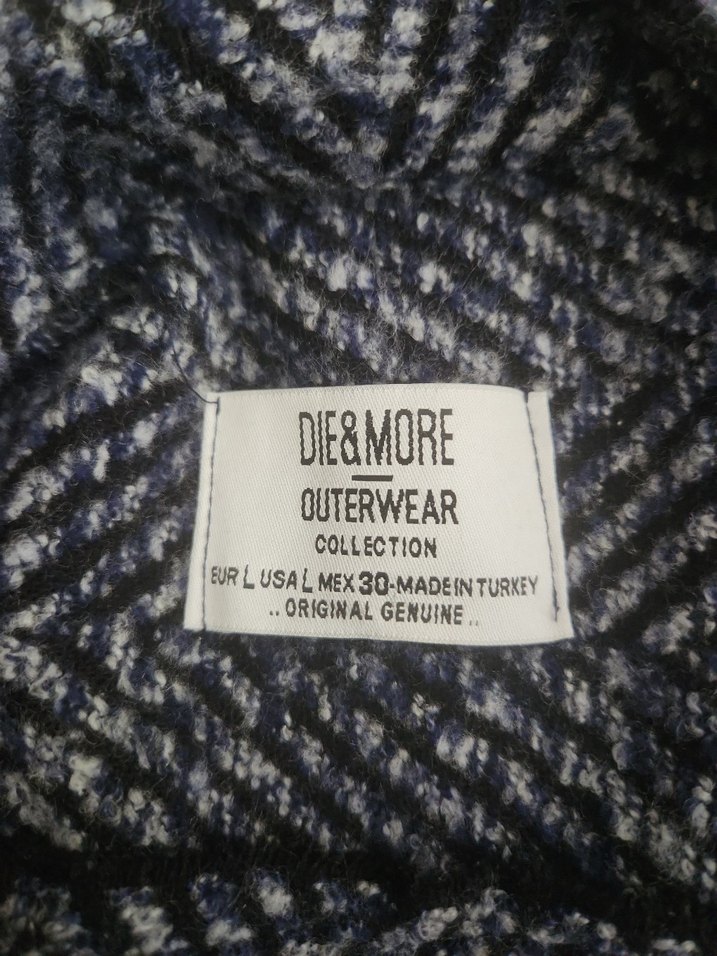 DIE&MORE
OUTERWEAR
COLLECTION
EUR L USA L MEX 30-MADE IN TURKEY
.. ORIGINAL GENUINE ..